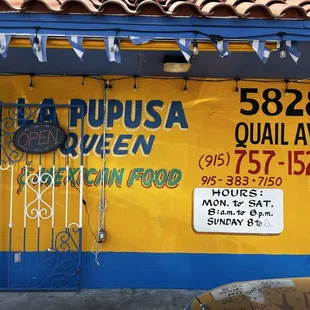 LA PUPUSA
QUEEN
MEXICAN FOOD
OPEN
5828
QUAIL AV
(915) 757-152
915-383-7150
HOURS:
MON. to SAT.
8:a.m. to 8 p.m.
SUNDAY 8 to